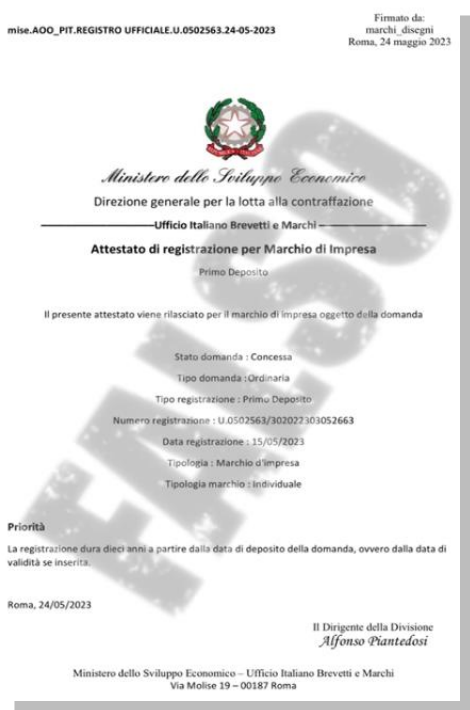 mise.AOO_PIT.REGISTRO UFFICIALE.U.0502563.24-05-2023
Firmato da:
marchi_disegni
Roma, 24 maggio 2023
Ministero dello Sviluppo Economico
Direzione generale per la lotta alla contraffazione
Ufficio Italiano Brevetti e Marchi –
Attestato di registrazione per Marchio di Impresa
Primo Deposito
Il presente attestato viene rilasciato per il marchio di impresa oggetto della domanda
Stato domanda : Concessa
Tipo domanda :Ordinaria
Tipo registrazione : Primo Deposito
Numero registrazione : U.0502563/302022303052663
Data registrazione : 15/05/2023
Tipologia : Marchio d'impresa
Tipologia marchio : Individuale
FALSO
Priorità
La registrazione dura dieci anni a partire dalla data di deposito della domanda, ovvero dalla data di
validità se inserita.
Roma, 24/05/2023
Il Dirigente della Divisione
Alfonso Piantedosi
Ministero dello Sviluppo Economico – Ufficio Italiano Brevetti e Marchi
Via Molise 19 – 00187 Roma